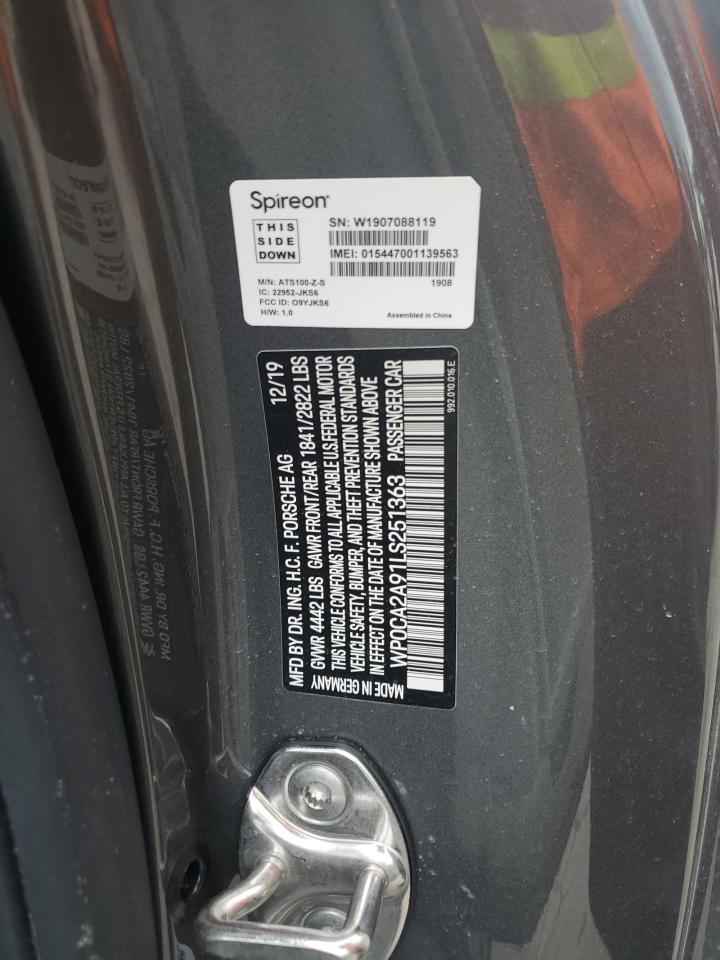 Spireon®
THIS
SIDE
DOWN
SN: W1907088119
IMEI: 015447001139563
M/N: ATS100-Z-S
1908
IC: 22952-JKS6
FCC ID: O9YJKS6
H/W: 1.0
Assembled in China
MFD BY DR. ING. H.C. F. PORSCHE AG 12/19
GVWR 4442 LBS GAWR FRONT/REAR 1841/2822 LBS
THIS VEHICLE CONFORMS TO ALL APPLICABLE U.S.FEDERAL MOTOR
VEHICLE SAFETY, BUMPER, AND THEFT PREVENTION STANDARDS
IN EFFECT ON THE DATE OF MANUFACTURE SHOWN ABOVE
MADE IN GERMANY WP0CA2A91LS251363 PASSENGER CAR
992.010.016 E